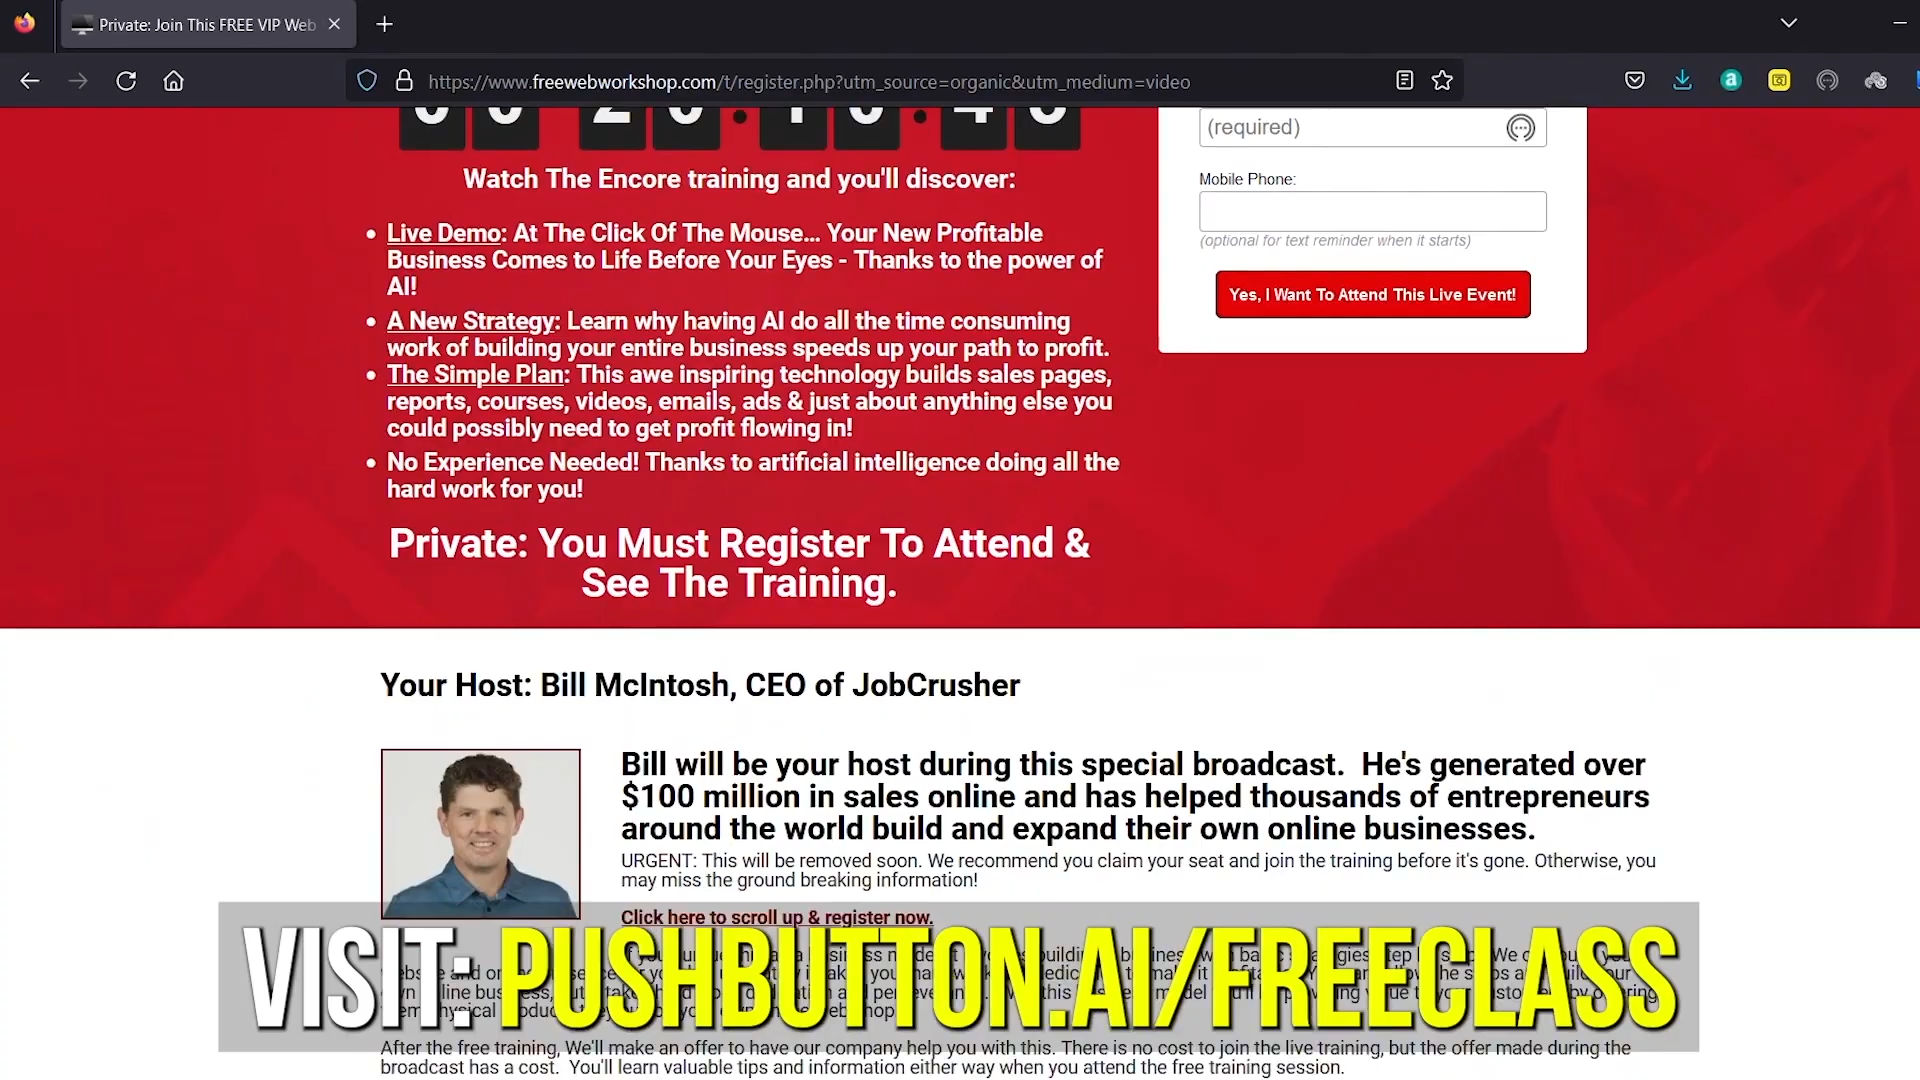 Private: Join This FREE VIP Web
https://www.freewebworkshop.com/t/register.php?utm_source=organic&utm_medium=video
Watch The Encore training and you'll discover:
Live Demo: At The Click Of The Mouse... Your New Profitable
Business Comes to Life Before Your Eyes - Thanks to the power of
AI!
A New Strategy: Learn why having AI do all the time consuming
work of building your entire business speeds up your path to profit.
The Simple Plan: This awe inspiring technology builds sales pages,
reports, courses, videos, emails, ads & just about anything else you
could possibly need to get profit flowing in!
No Experience Needed! Thanks to artificial intelligence doing all the
hard work for you!
Private: You Must Register To Attend &
See The Training.
(required)
Mobile Phone:
(optional for text reminder when it starts)
Yes, I Want To Attend This Live Event!
Your Host: Bill McIntosh, CEO of JobCrusher
Bill will be your host during this special broadcast. He's generated over
$100 million in sales online and has helped thousands of entrepreneurs
around the world build and expand their own online businesses.
URGENT: This will be removed soon. We recommend you claim your seat and join the training before it's gone. Otherwise, you
may miss the ground breaking information!
Click here to scroll up & register now.
VISIT: PUSHBUTTON.AI/FREECLASS
After the free training, We'll make an offer to have our company help you with this. There is no cost to join the live training, but the offer made during the
broadcast has a cost. You'll learn valuable tips and information either way when you attend the free training session.